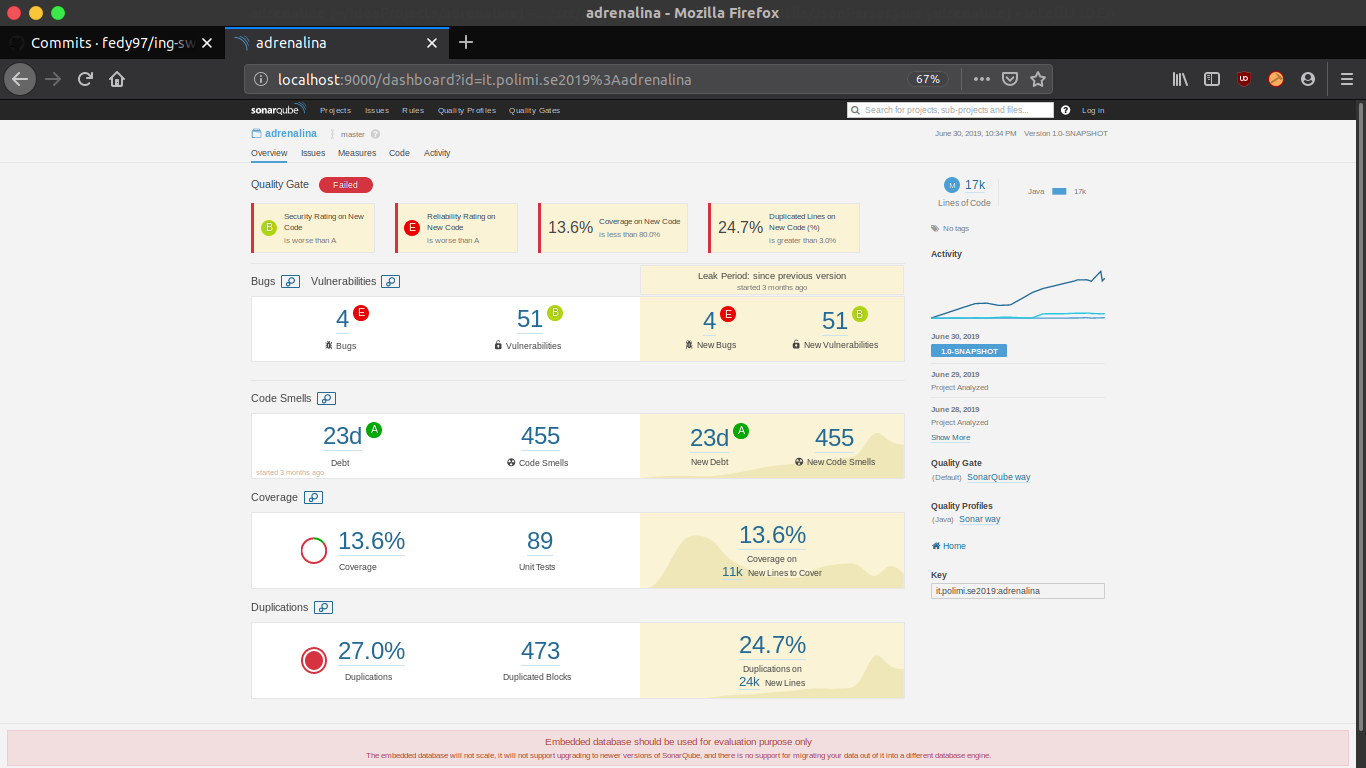 adrenalina - Mozilla Firefox
Commits · fedy97/ing-sw
adrenalina
localhost:9000/dashboard?id=it.polimi.se2019%3Aadrenalina
67%
sonarqube Projects Issues Rules Quality Profiles Quality Gates
Search for projects, sub-projects and files...
Log in
adrenalina master
June 30, 2019, 10:34 PM Version 1.0-SNAPSHOT
Overview Issues Measures Code Activity
Quality Gate Failed
B Security Rating on New Code
is worse than A
E Reliability Rating on New Code
is worse than A
13.6% Coverage on New Code
is less than 80.0%
24.7% Duplicated Lines on New Code (%)
is greater than 3.0%
Bugs Vulnerabilities
Leak Period: since previous version
started 3 months ago
4 E
Bugs
51 B
Vulnerabilities
4 E
New Bugs
51 B
New Vulnerabilities
Code Smells
23d A
Debt
started 3 months ago
455
Code Smells
23d A
New Debt
455
New Code Smells
Coverage
13.6%
Coverage
89
Unit Tests
13.6%
Coverage on
11k New Lines to Cover
Duplications
27.0%
Duplications
473
Duplicated Blocks
24.7%
Duplications on
24k New Lines
M 17k
Lines of Code
Java 17k
No tags
Activity
June 30, 2019
1.0-SNAPSHOT
June 29, 2019
Project Analyzed
June 28, 2019
Project Analyzed
Show More
Quality Gate
(Default) SonarQube way
Quality Profiles
(Java) Sonar way
Home
Key
it.polimi.se2019:adrenalina
Embedded database should be used for evaluation purpose only
The embedded database will not scale, it will not support upgrading to newer versions of SonarQube, and there is no support for migrating your data out of it into a different database engine.